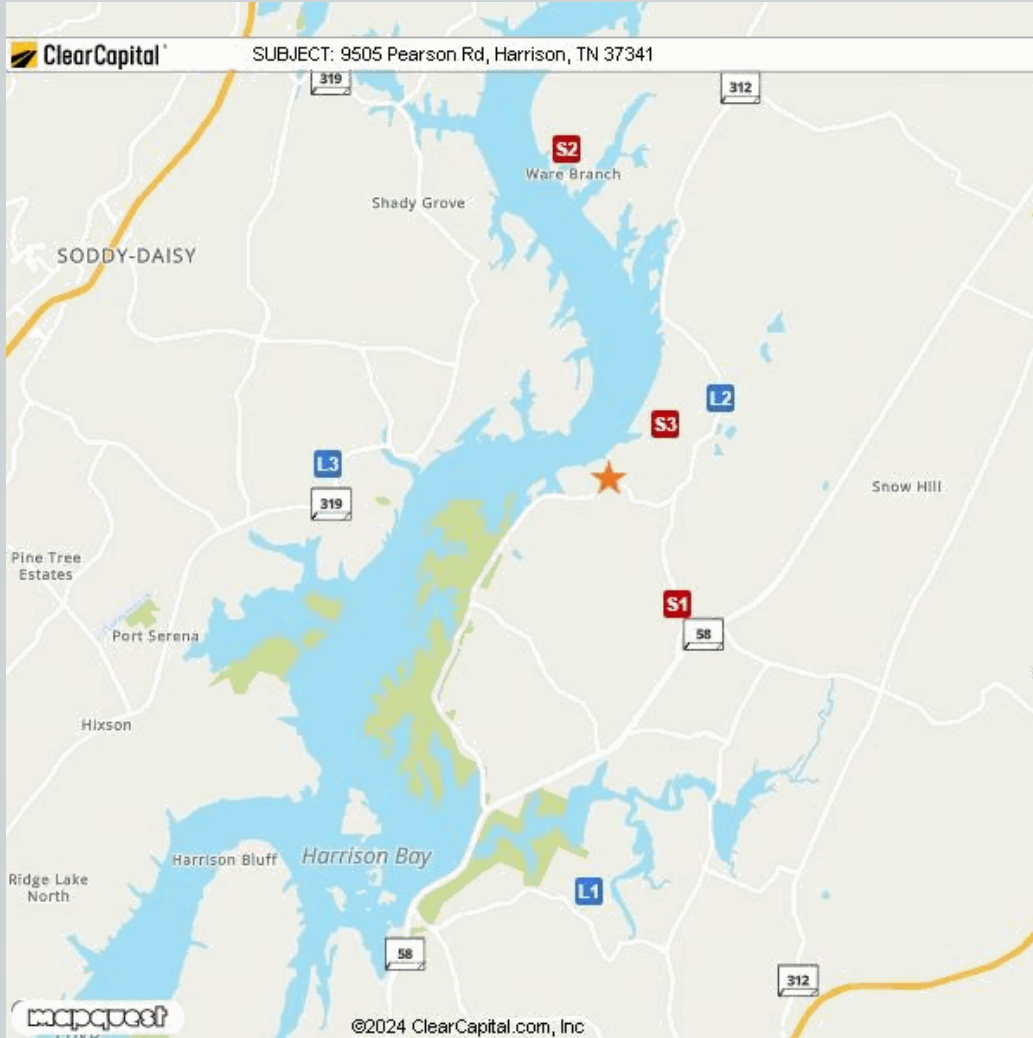 ClearCapital
SUBJECT: 9505 Pearson Rd, Harrison, TN 37341
319
312
S2
Ware Branch
Shady Grove
SODDY-DAISY
L2
S3
L3
319
Snow Hill
Pine Tree
Estates
S1
58
Port Serena
Hixson
Harrison Bluff
Harrison Bay
Ridge Lake
North
L1
58
312
mapquest
©2024 ClearCapital.com, Inc